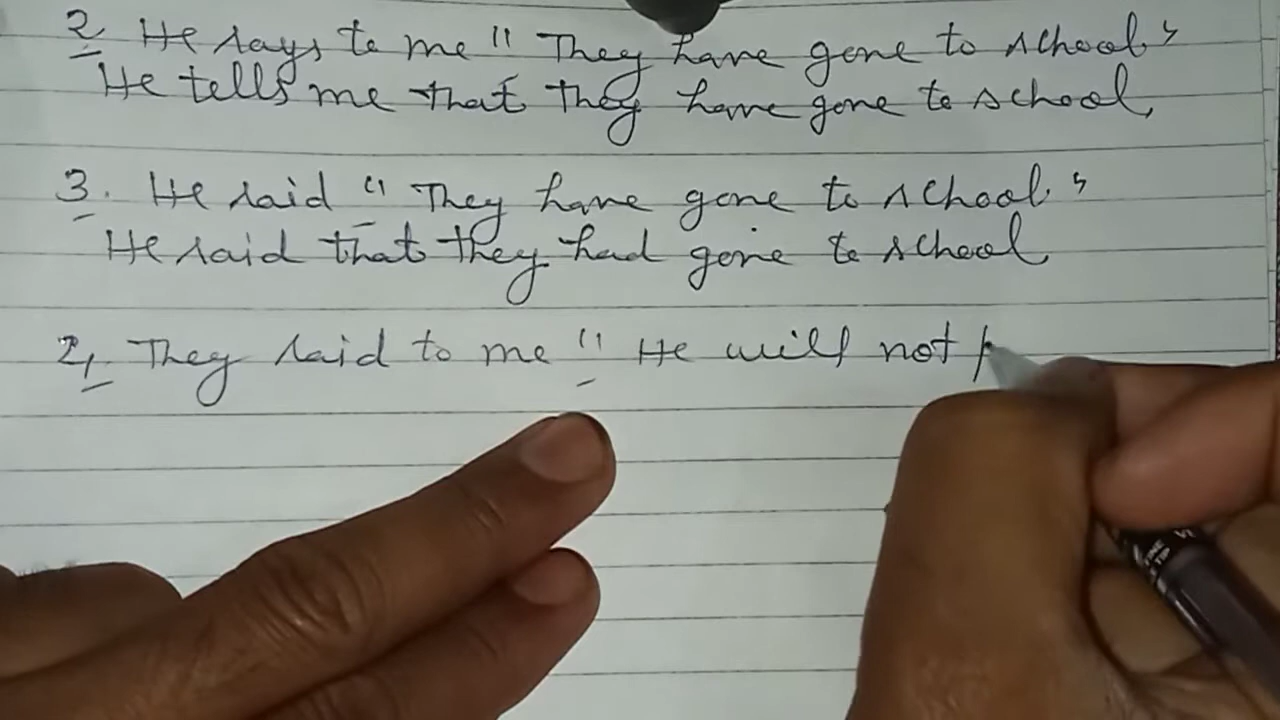 2 He says to me "They have gone to school"
He tells me that they have gone to school,
3. He said "They have gone to school"
He said that they had gone to school
4. They said to me "He will not